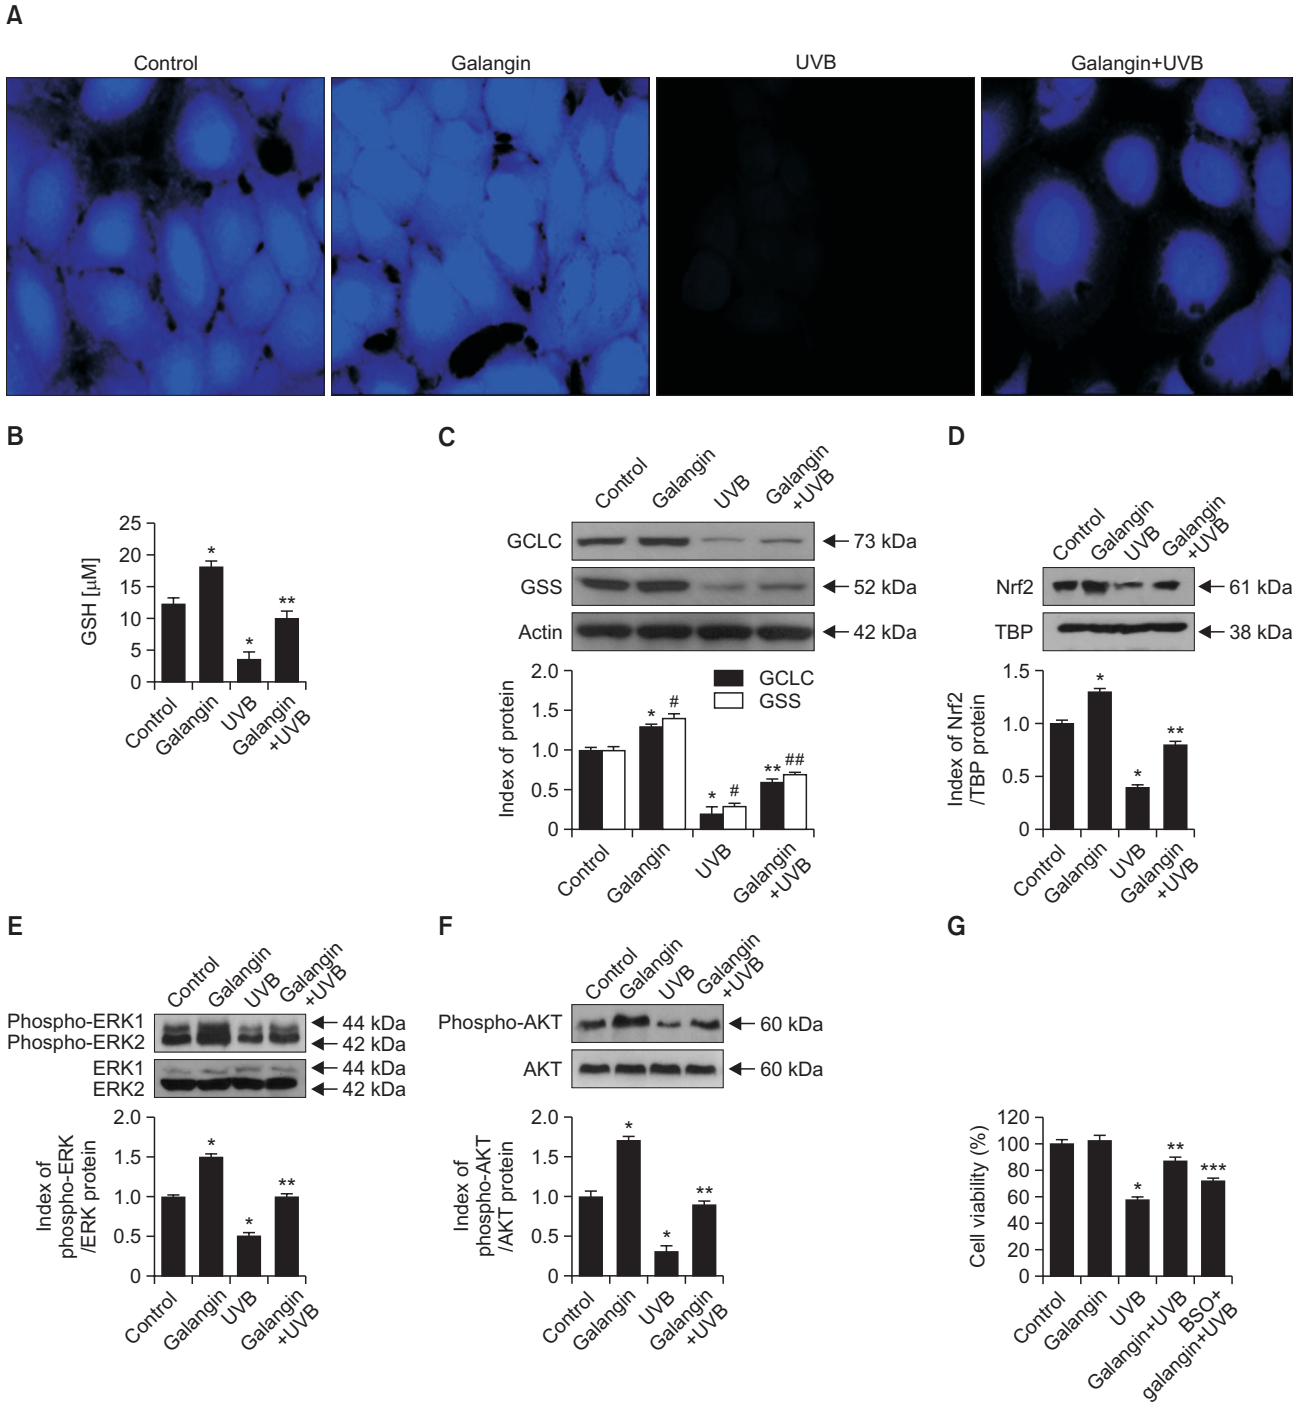 A
Control
Galangin
UVB
Galangin+UVB
B
25
20
15
10
5
0
GSH [µM]
*
*
**
Control
Galangin
UVB
Galangin
+UVB
C
Control
Galangin
UVB
Galangin
+UVB
GCLC
73 kDa
GSS
52 kDa
Actin
42 kDa
2.0
1.5
1.0
0.5
0
Index of protein
GCLC
GSS
*
#
*
#
**
##
Control
Galangin
UVB
Galangin
+UVB
D
Control
Galangin
UVB
Galangin
+UVB
Nrf2
61 kDa
TBP
38 kDa
1.5
1.0
0.5
0
Index of Nrf2
/TBP protein
*
*
**
Control
Galangin
UVB
Galangin
+UVB
E
Control
Galangin
UVB
Galangin
+UVB
Phospho-ERK1
44 kDa
Phospho-ERK2
42 kDa
ERK1
44 kDa
ERK2
42 kDa
2.0
1.5
1.0
0.5
0
Index of
phospho-ERK
/ERK protein
*
*
**
Control
Galangin
UVB
Galangin
+UVB
F
Control
Galangin
UVB
Galangin
+UVB
Phospho-AKT
60 kDa
AKT
60 kDa
2.0
1.5
1.0
0.5
0
Index of
phospho-AKT
/AKT protein
*
*
**
Control
Galangin
UVB
Galangin
+UVB
G
120
100
80
60
40
20
0
Cell viability (%)
*
**
***
Control
Galangin
UVB
Galangin+UVB
BSO+
galangin+UVB